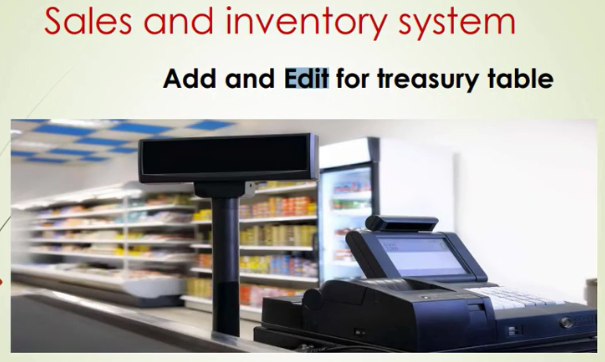 Sales and inventory system
Add and Edit for treasury table